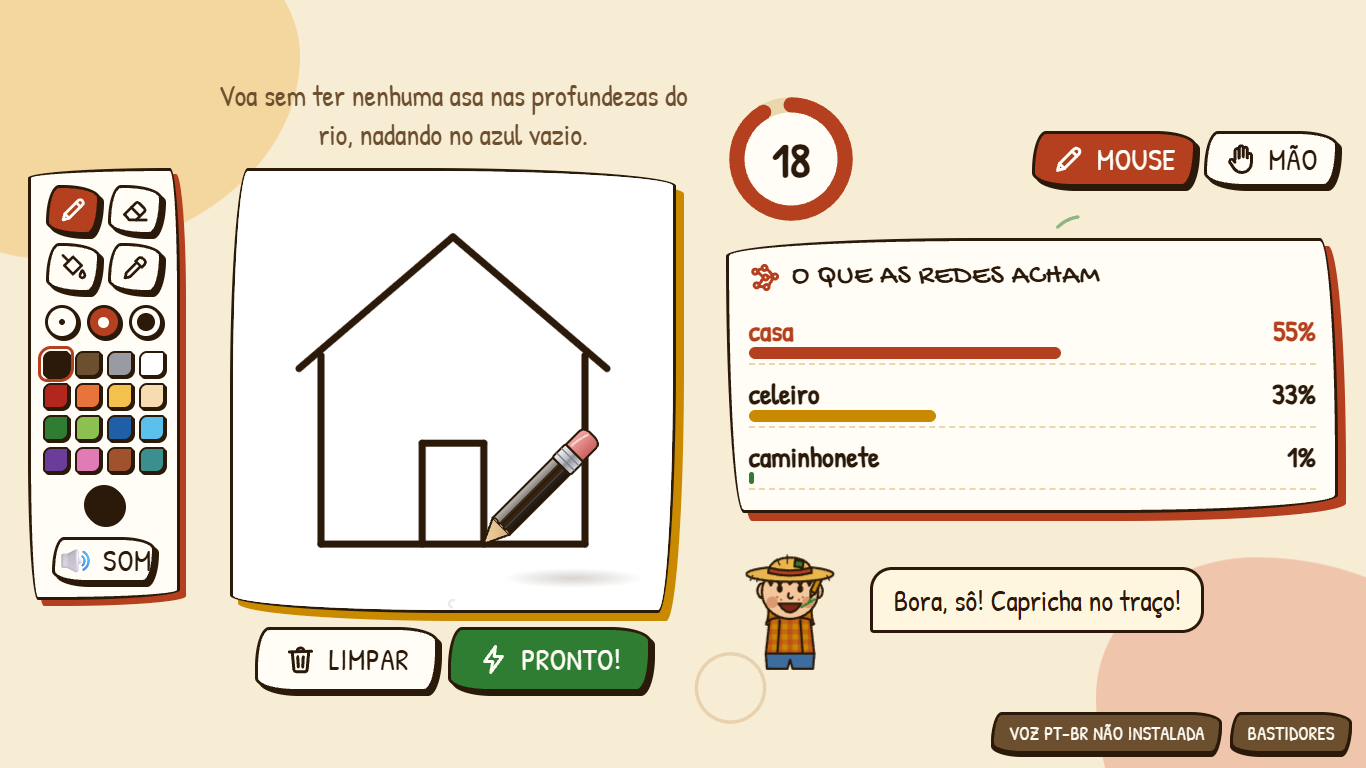 Voa sem ter nenhuma asa nas profundezas do
rio, nadando no azul vazio.
18
MOUSE
MÃO
O QUE AS REDES ACHAM
casa 55%
celeiro 33%
caminhonete 1%
SOM
Bora, sô! Capricha no traço!
LIMPAR
PRONTO!
VOZ PT-BR NÃO INSTALADA
BASTIDORES